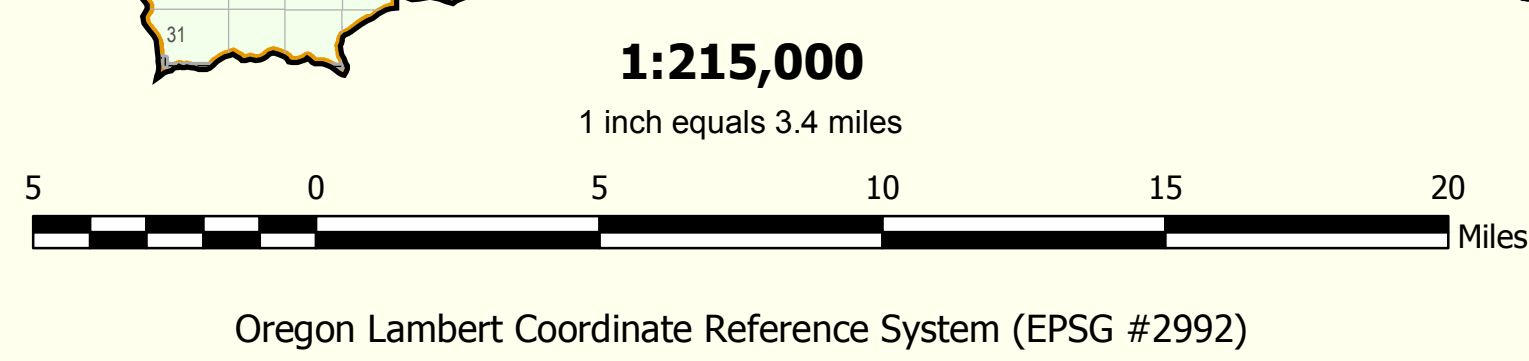 31
1:215,000
1 inch equals 3.4 miles
5 0 5 10 15 20
Miles
Oregon Lambert Coordinate Reference System (EPSG #2992)